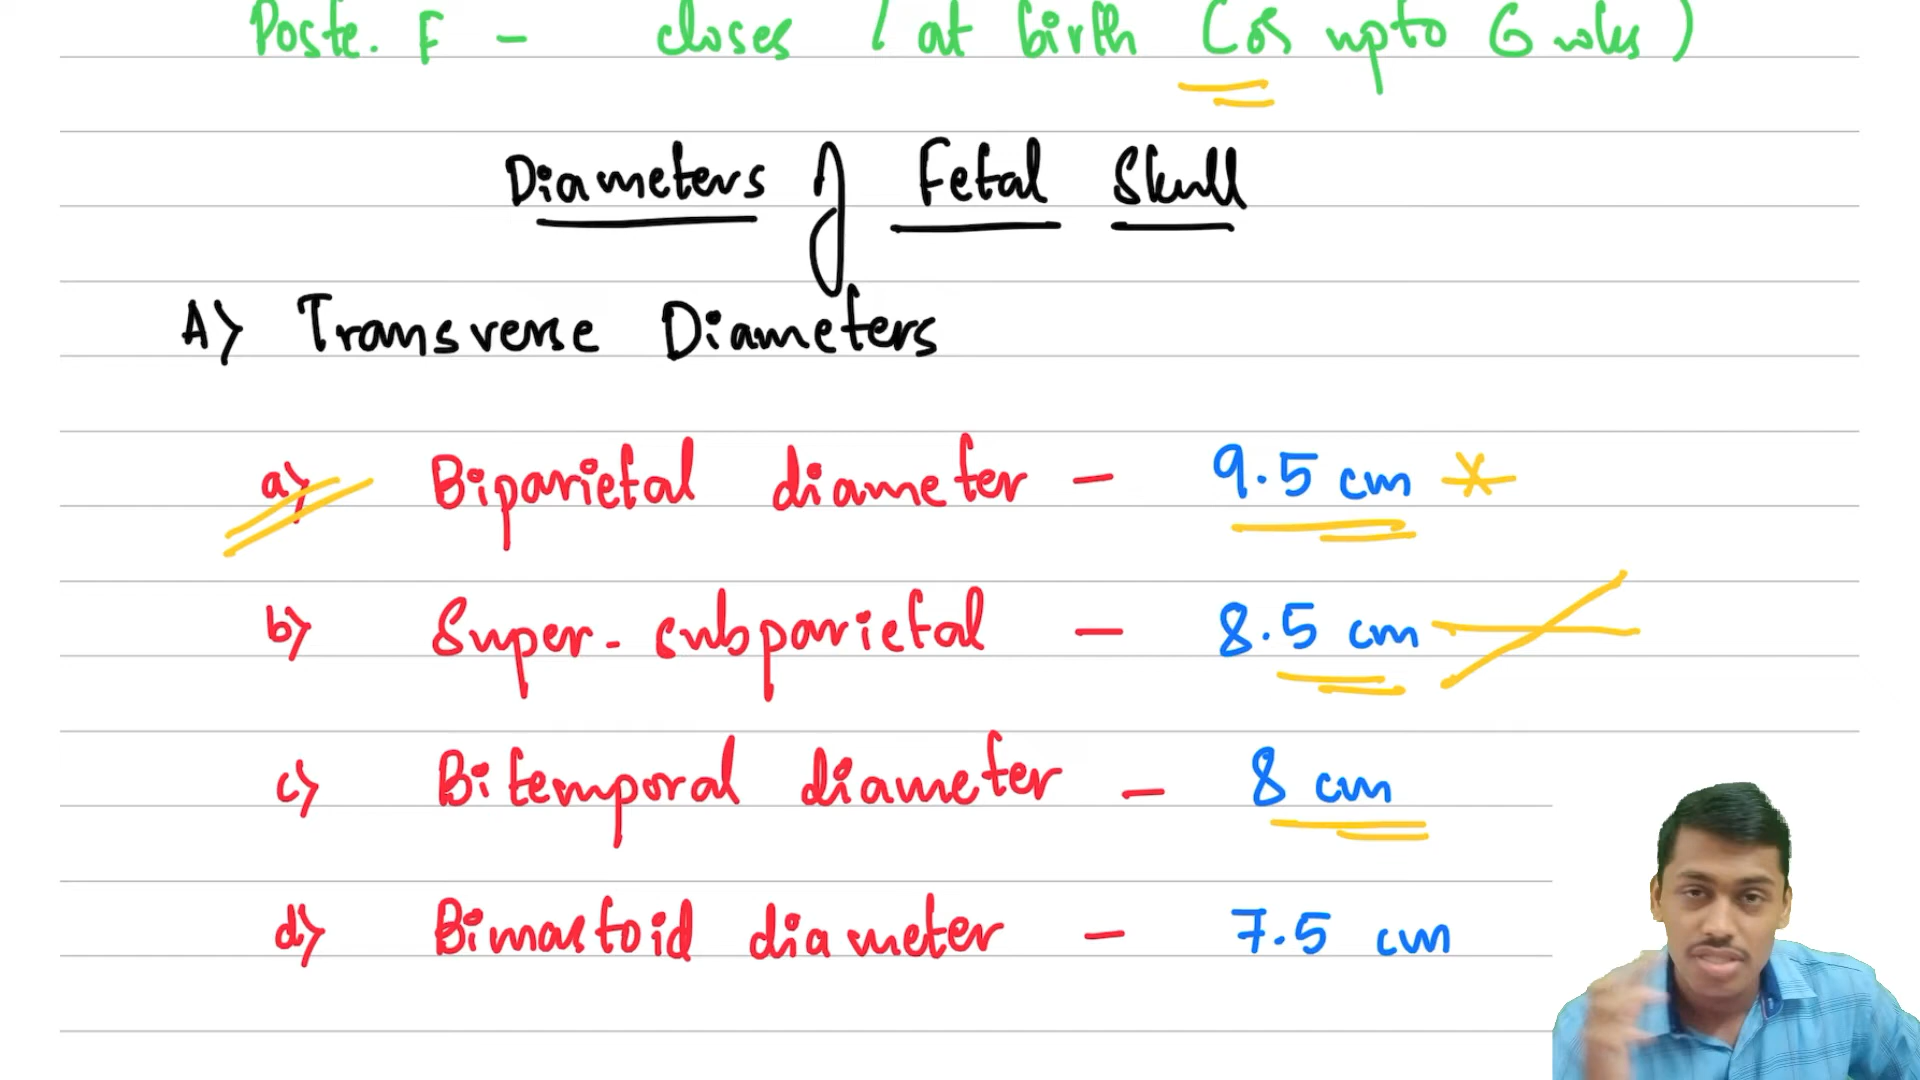 Poste. F - closes (at birth (or upto 6 wks)
Diameters of Fetal Skull
A) Transverse Diameters
a) Biparietal diameter - 9.5 cm *
b) Super-subparietal - 8.5 cm
c) Bitemporal diameter - 8 cm
d) Bimastoid diameter - 7.5 cm